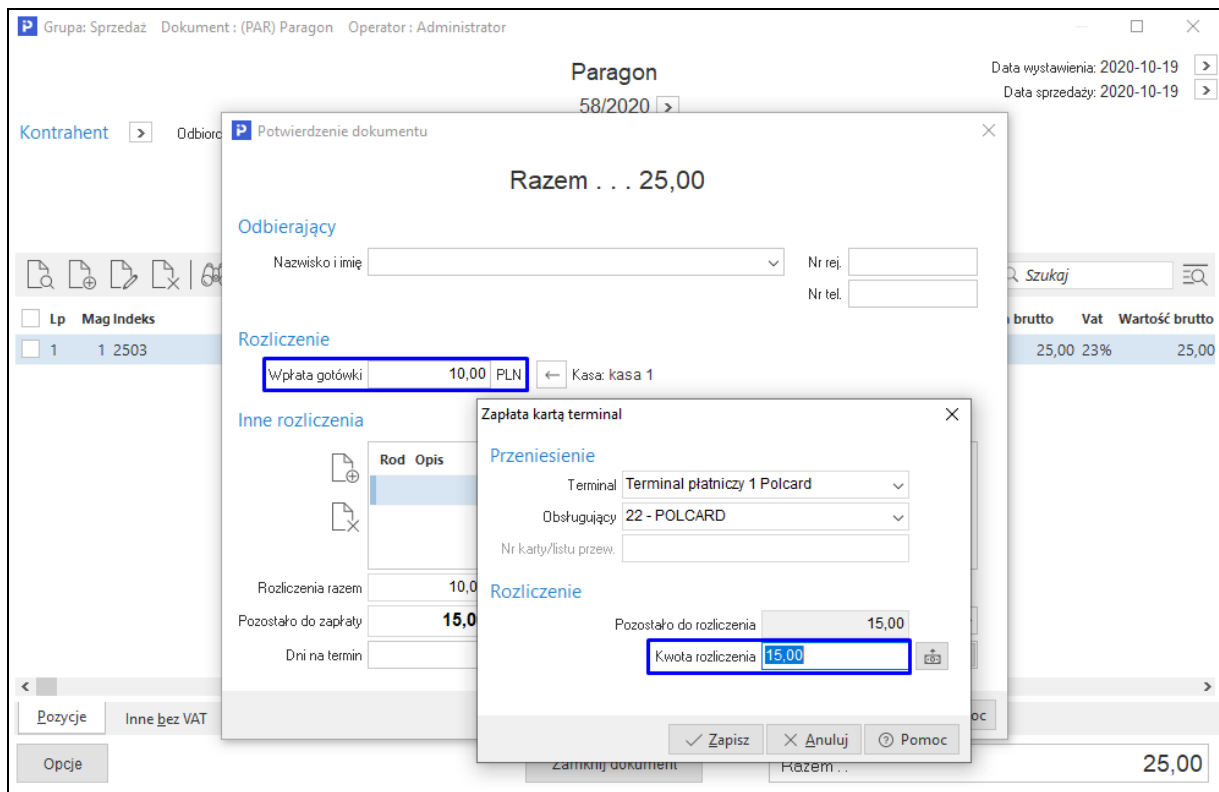 Grupa: Sprzedaż Dokument : (PAR) Paragon Operator : Administrator
Paragon
58/2020
Data wystawienia: 2020-10-19
Data sprzedaży: 2020-10-19
Kontrahent
Potwierdzenie dokumentu
Razem . . . 25,00
Odbierający
Nazwisko i imię
Nr rej.
Nr tel.
Szukaj
Lp Mag Indeks
brutto Vat Wartość brutto
1 1 2503
25,00 23% 25,00
Rozliczenie
Wpłata gotówki 10,00 PLN
Kasa: kasa 1
Inne rozliczenia
Rod Opis
Rozliczenia razem
Pozostało do zapłaty
Dni na termin
Zapłata kartą terminal
Przeniesienie
Terminal Terminal płatniczy 1 Polcard
Obsługujący 22 - POLCARD
Nr karty/listu przew.
Rozliczenie
Pozostało do rozliczenia 15,00
Kwota rozliczenia 15,00
Zapisz
Anuluj
Pomoc
Pozycje
Inne bez VAT
Opcje
Zamknij dokument
Razem . .
25,00